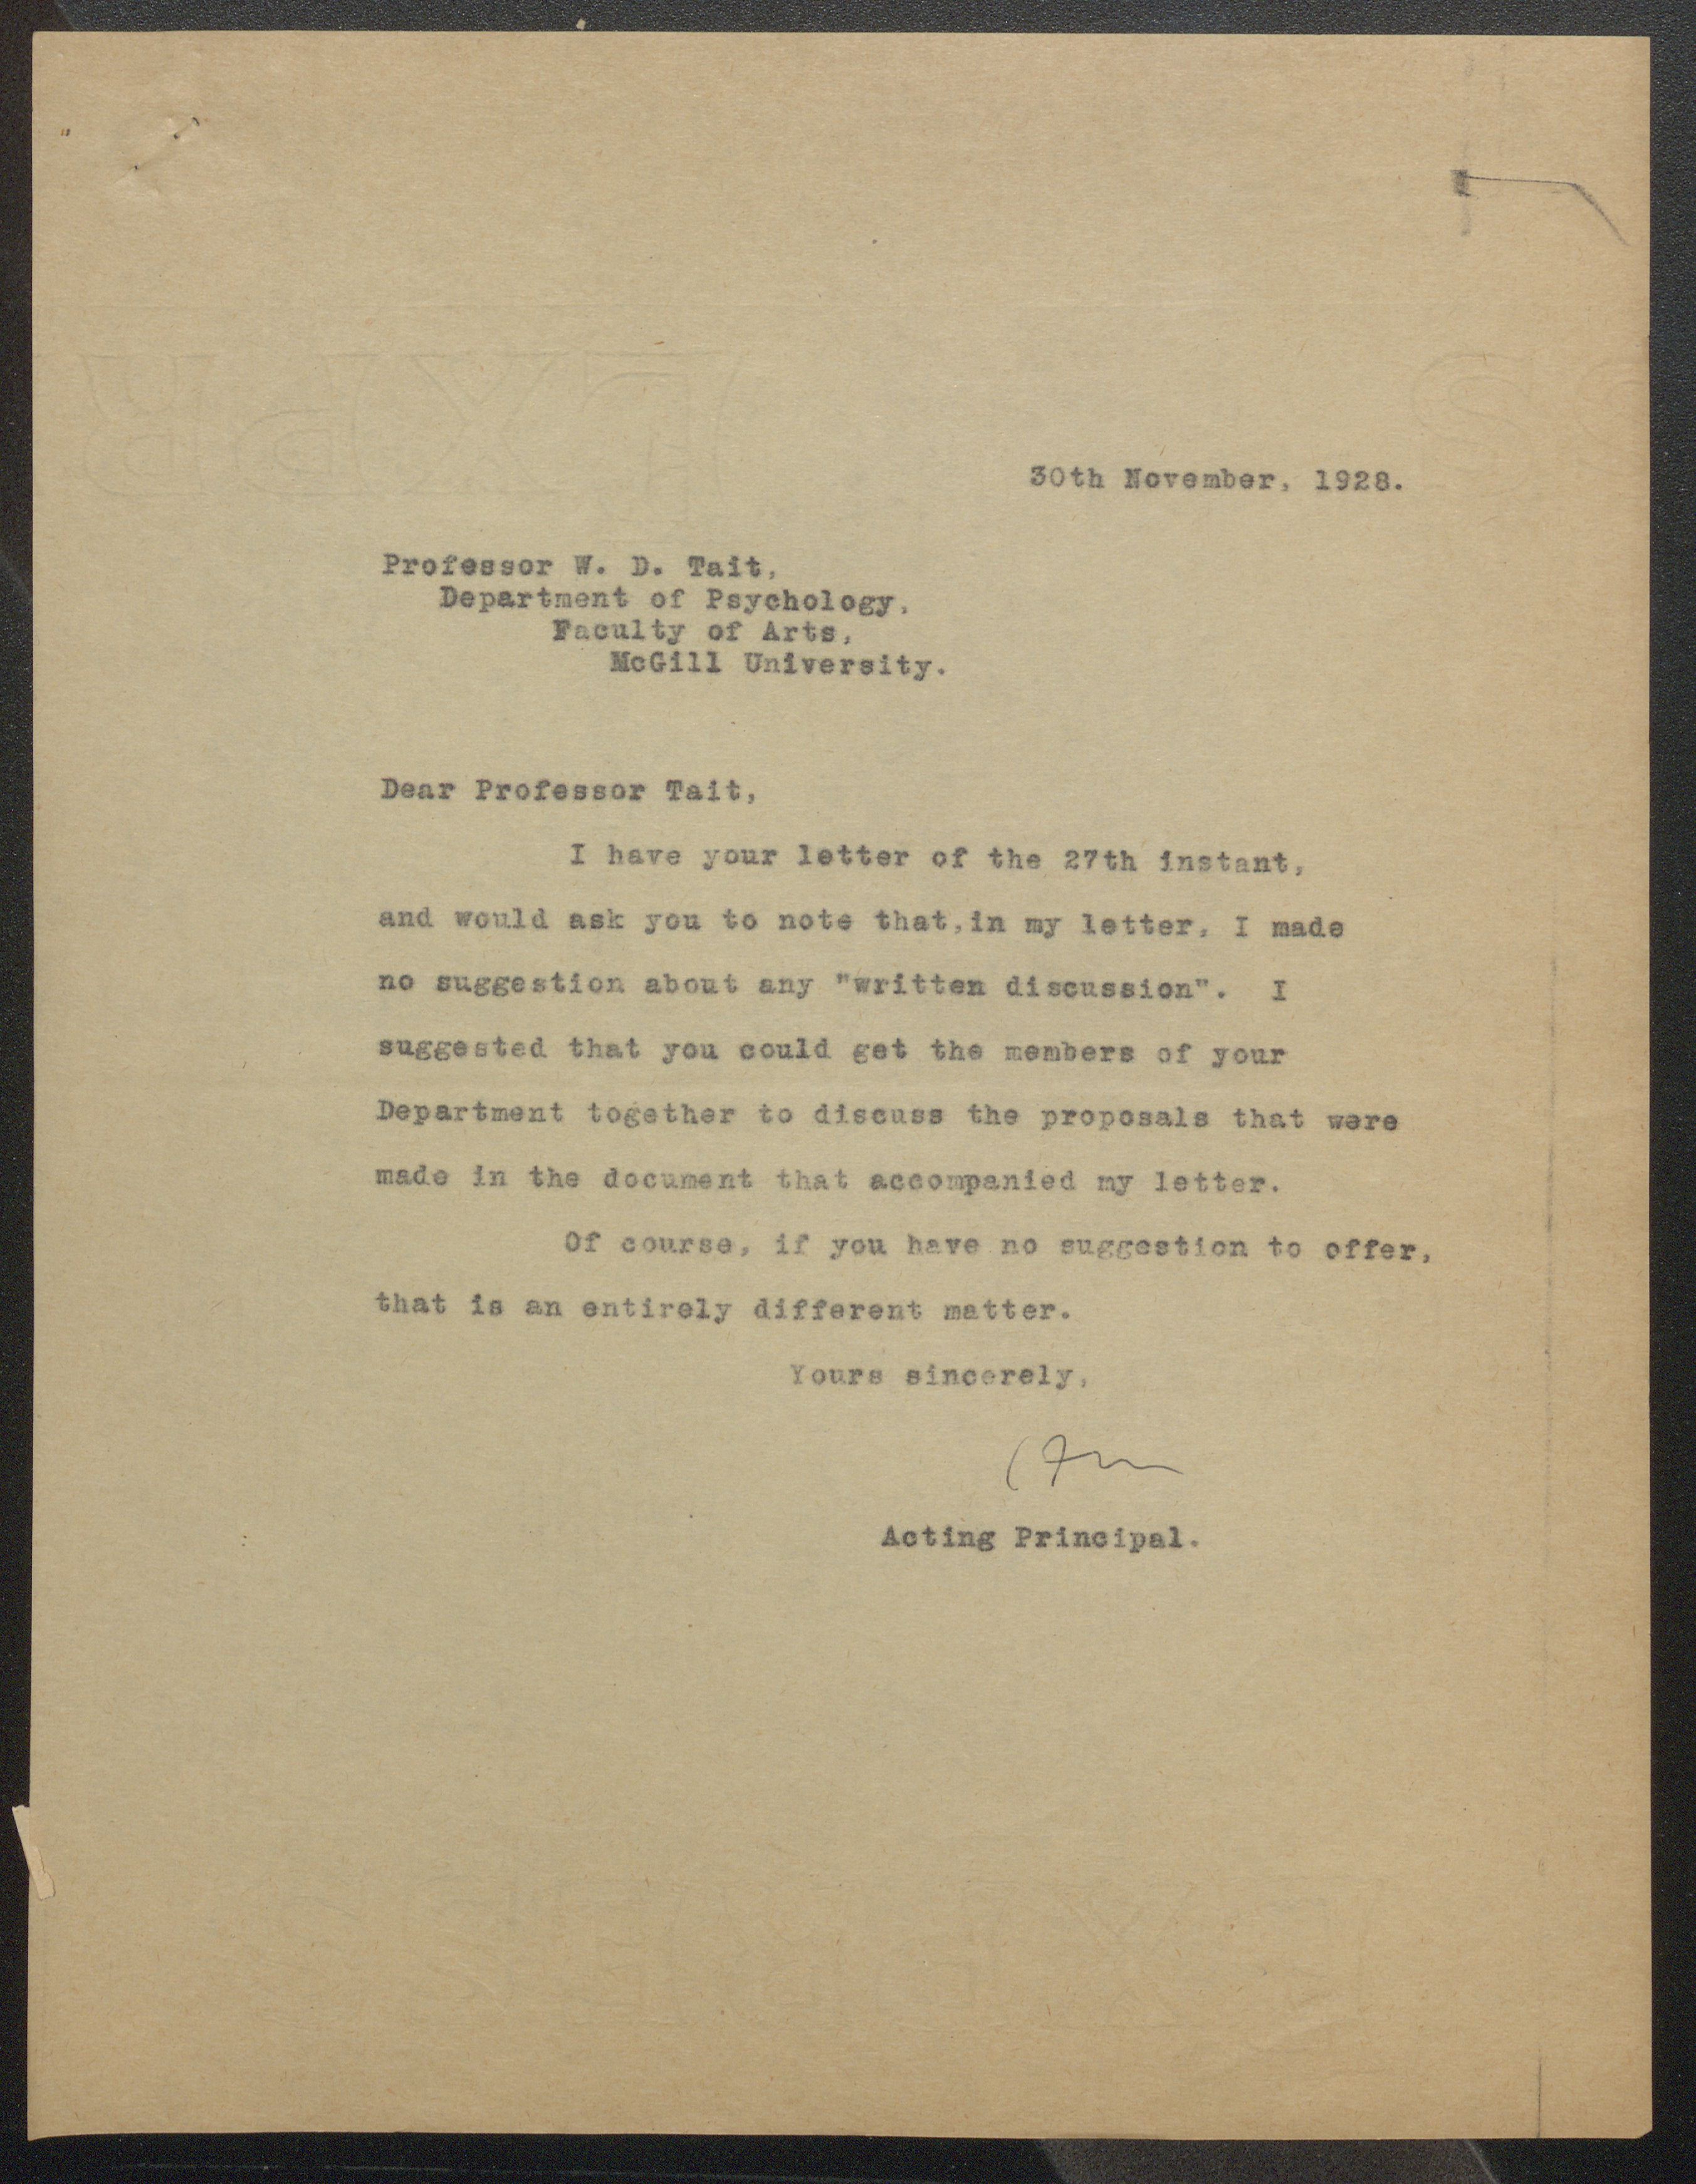 30th November, 1928.
Professor W. D. Tait,
Department of Psychology,
Faculty of Arts,
McGill University.
Dear Professor Tait,
I have your letter of the 27th instant,
and would ask you to note that, in my letter, I made
no suggestion about any "written discussion". I
suggested that you could get the members of your
Department together to discuss the proposals that were
made in the document that accompanied my letter.
Of course, if you have no suggestion to offer,
that is an entirely different matter.
Yours sincerely,
Acting Principal.